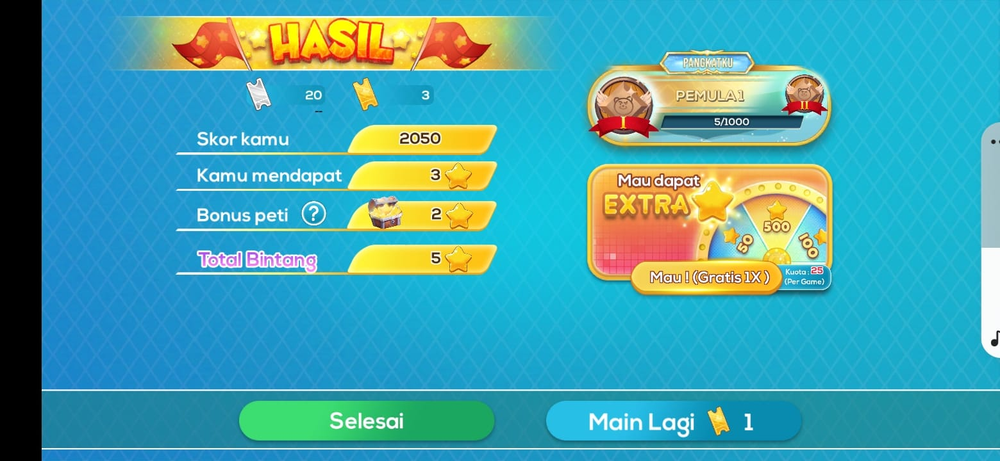 HASIL
20
3
Skor kamu
2050
Kamu mendapat
3
Bonus peti ?
2
Total Bintang
5
PANGKATKU
PEMULA 1
I
II
5/1000
Mau dapat
EXTRA
50
500
100
Mau ! (Gratis 1X)
Kuota : 25
(Per Game)
Selesai
Main Lagi 1